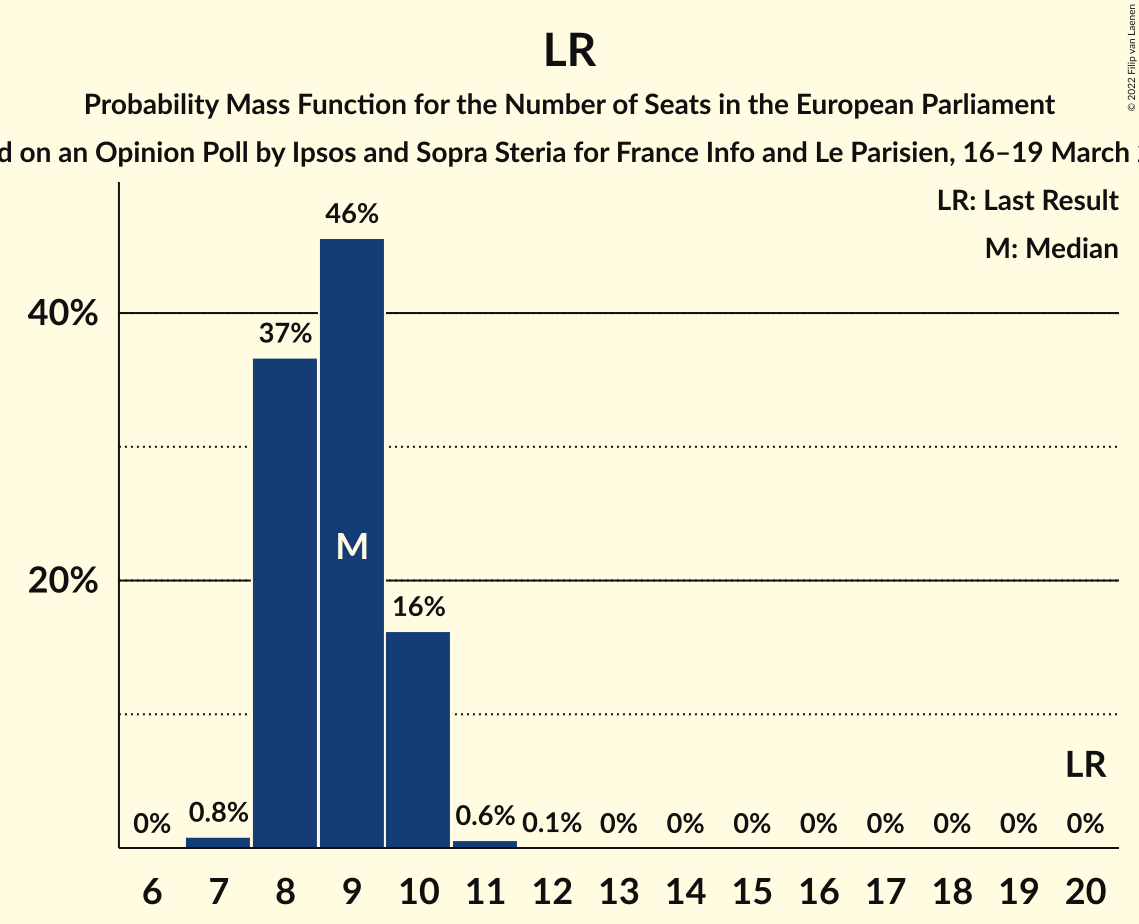 LR
Probability Mass Function for the Number of Seats in the European Parliament
on an Opinion Poll by Ipsos and Sopra Steria for France Info and Le Parisien, 16–19 March
© 2022 Filip van Laenen
LR: Last Result
M: Median
46%
40%
37%
M
20%
16%
LR
0% 0.8% 0.6% 0.1% 0% 0% 0% 0% 0% 0% 0% 0%
6 7 8 9 10 11 12 13 14 15 16 17 18 19 20